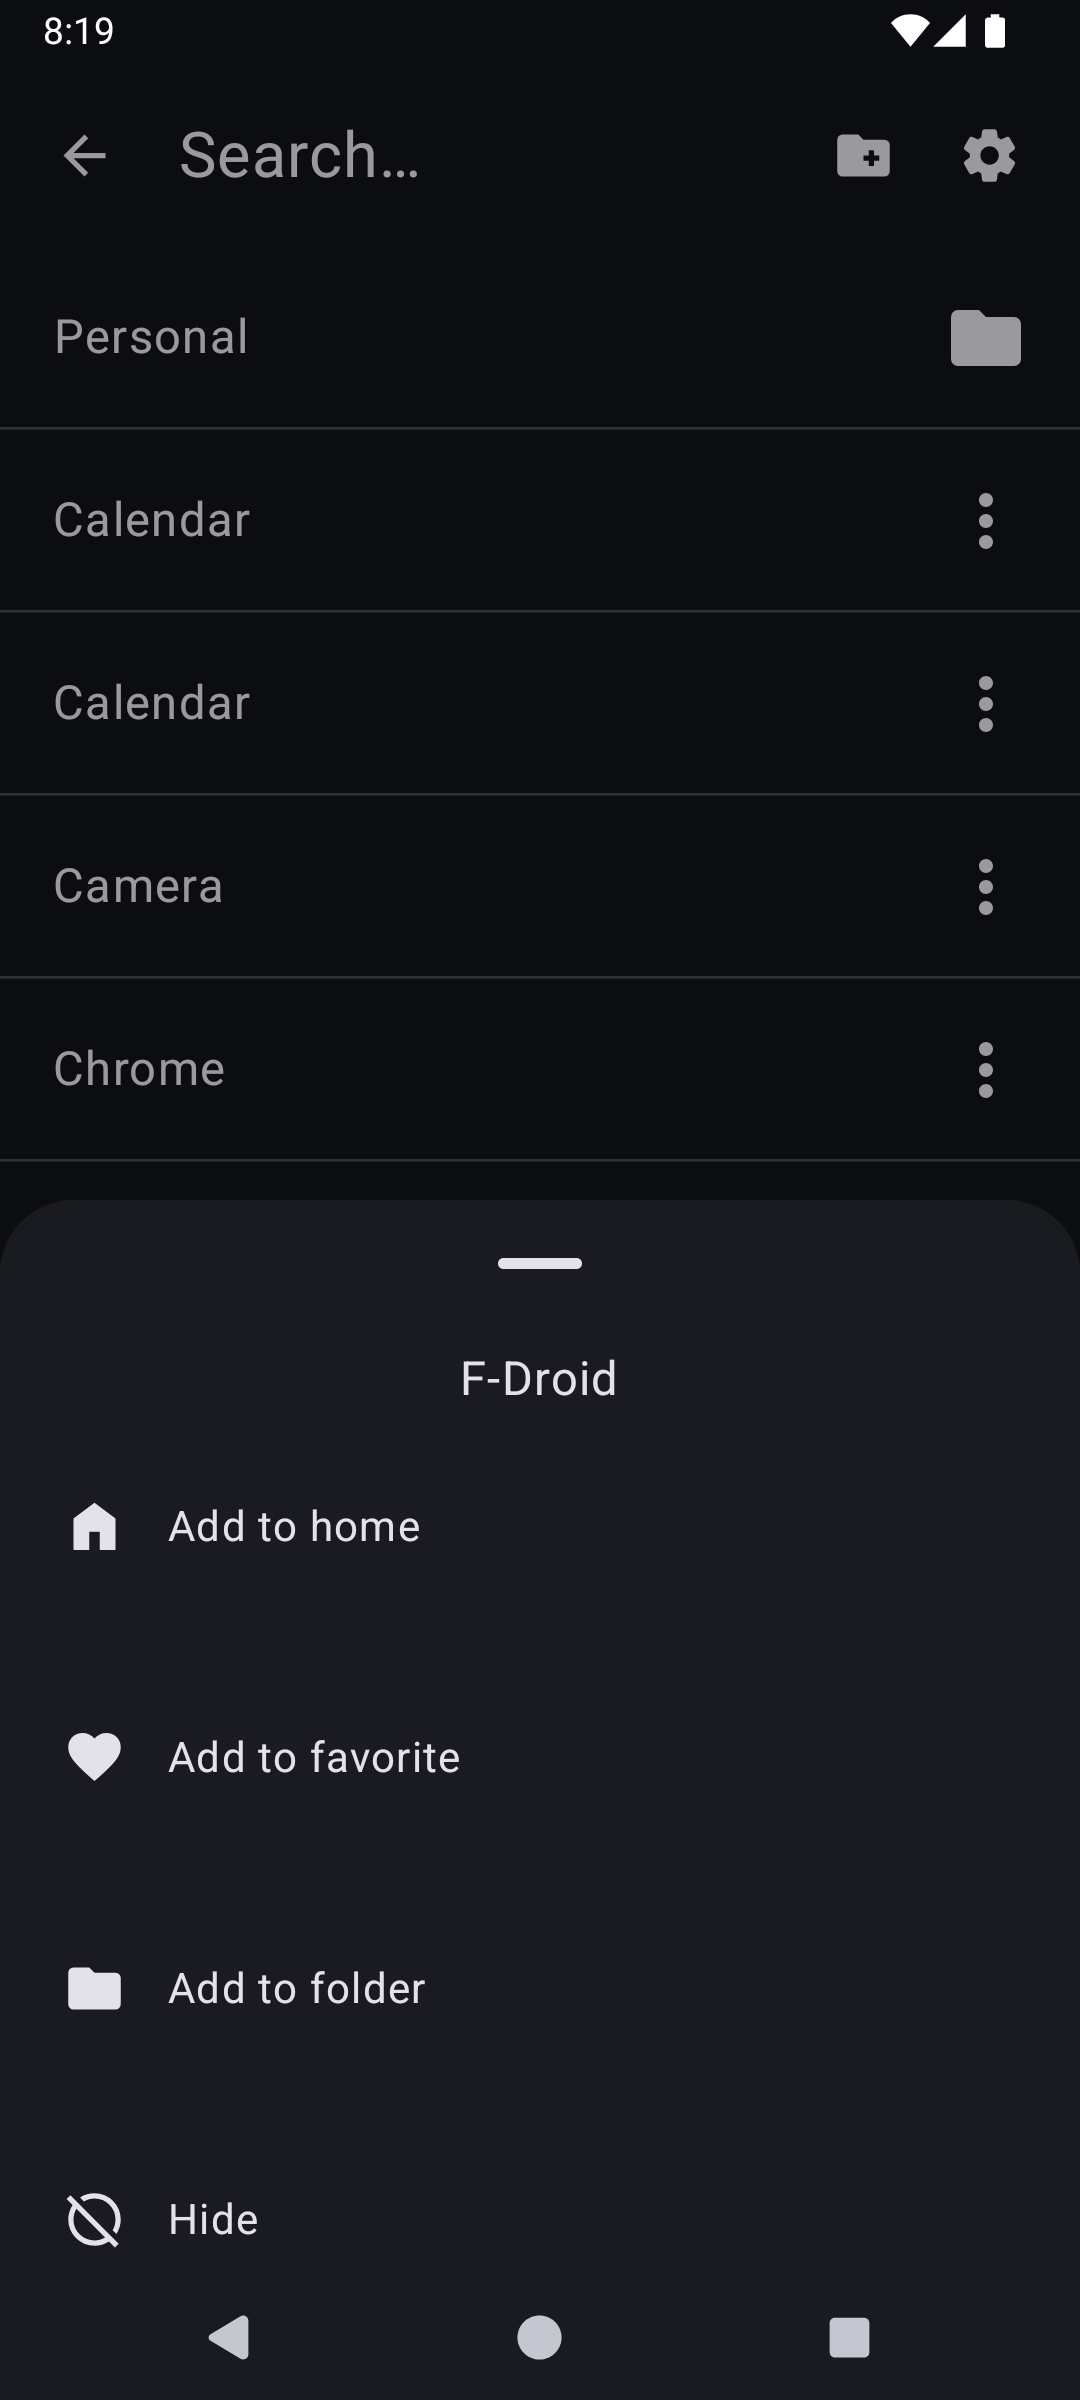 8:19
Search…
Personal
Calendar
Calendar
Camera
Chrome
F-Droid
Add to home
Add to favorite
Add to folder
Hide